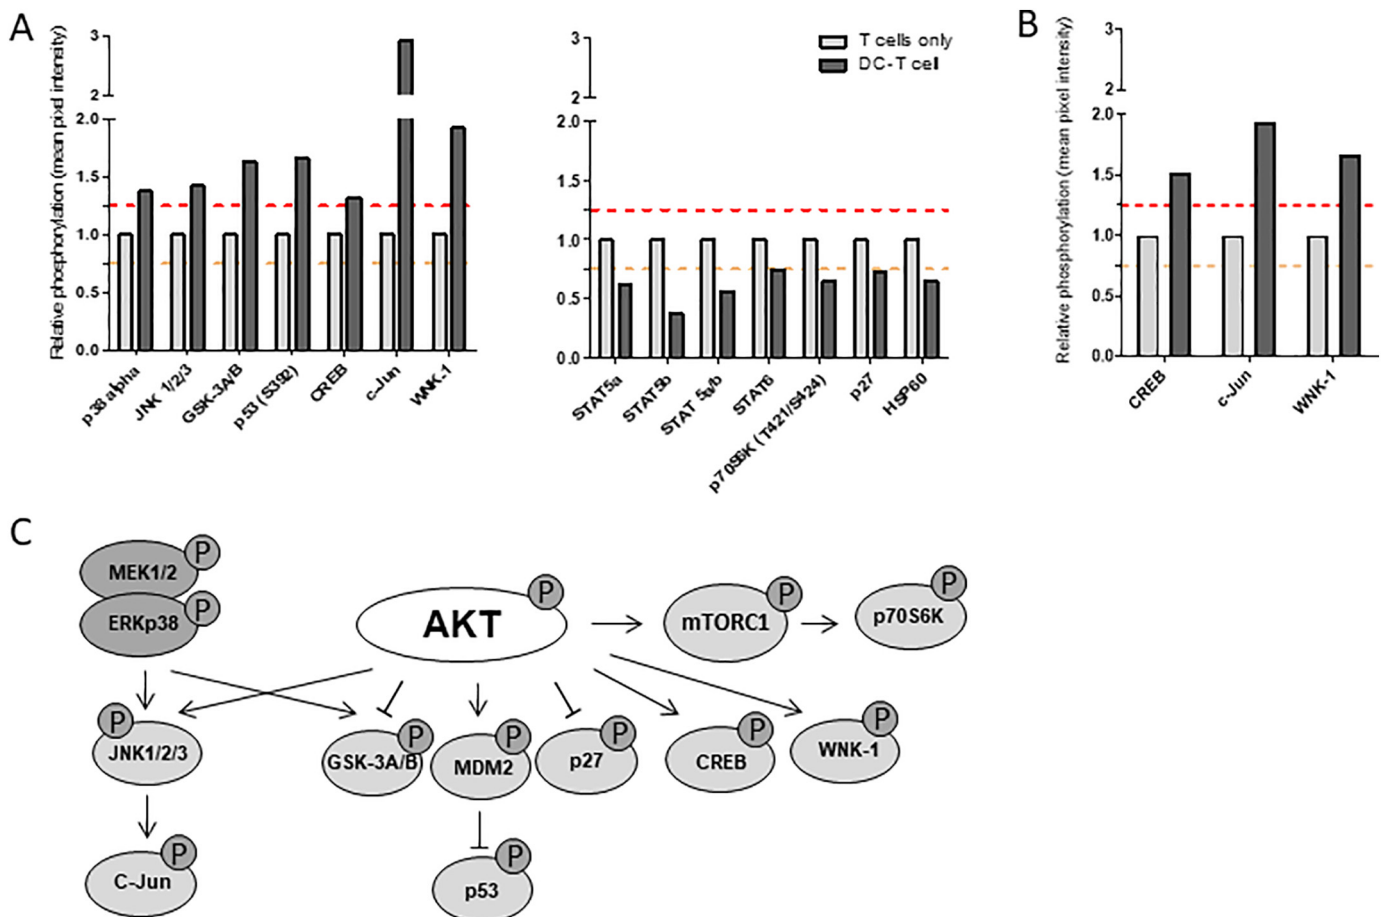 A
Relative phosphorylation (mean pixel intensity)
3
2
2.0
1.5
1.0
0.5
0.0
p38 alpha
JNK 1/2/3
GSK-3A/B
p53 (S392)
CREB
c-Jun
WNK-1
3
2
2.0
1.5
1.0
0.5
0.0
STAT5a
STAT5b
STAT 5a/b
STAT6
p70S6K (T421/S424)
p27
HSP60
T cells only
DC-T cell
B
Relative phosphorylation (mean pixel intensity)
3
2
2.0
1.5
1.0
0.5
0.0
CREB
c-Jun
WNK-1
C
MEK1/2
P
ERKp38
P
AKT
P
mTORC1
P
p70S6K
P
JNK1/2/3
P
GSK-3A/B
P
MDM2
P
p27
P
CREB
P
WNK-1
P
C-Jun
P
p53
P